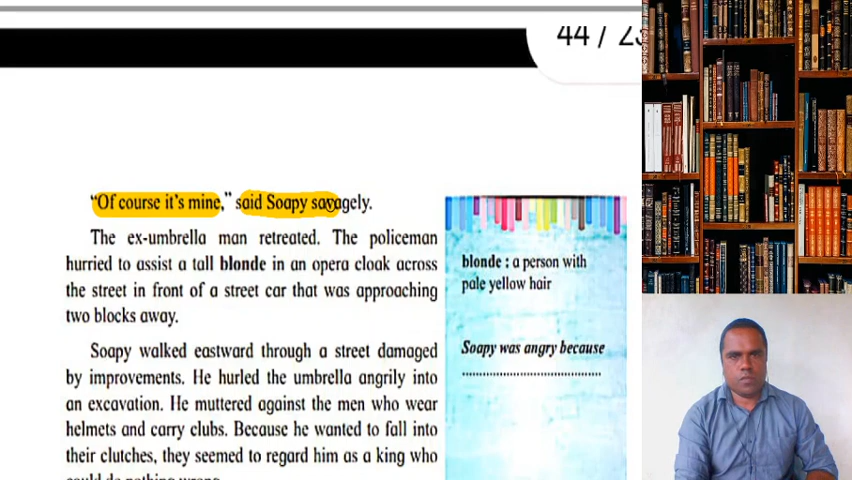 44 /
“Of course it's mine,” said Soapy savagely.
The ex-umbrella man retreated. The policeman
hurried to assist a tall blonde in an opera cloak across
the street in front of a street car that was approaching
two blocks away.
Soapy walked eastward through a street damaged
by improvements. He hurled the umbrella angrily into
an excavation. He muttered against the men who wear
helmets and carry clubs. Because he wanted to fall into
their clutches, they seemed to regard him as a king who
could do nothing wrong.
blonde : a person with
pale yellow hair
Soapy was angry because
................................................